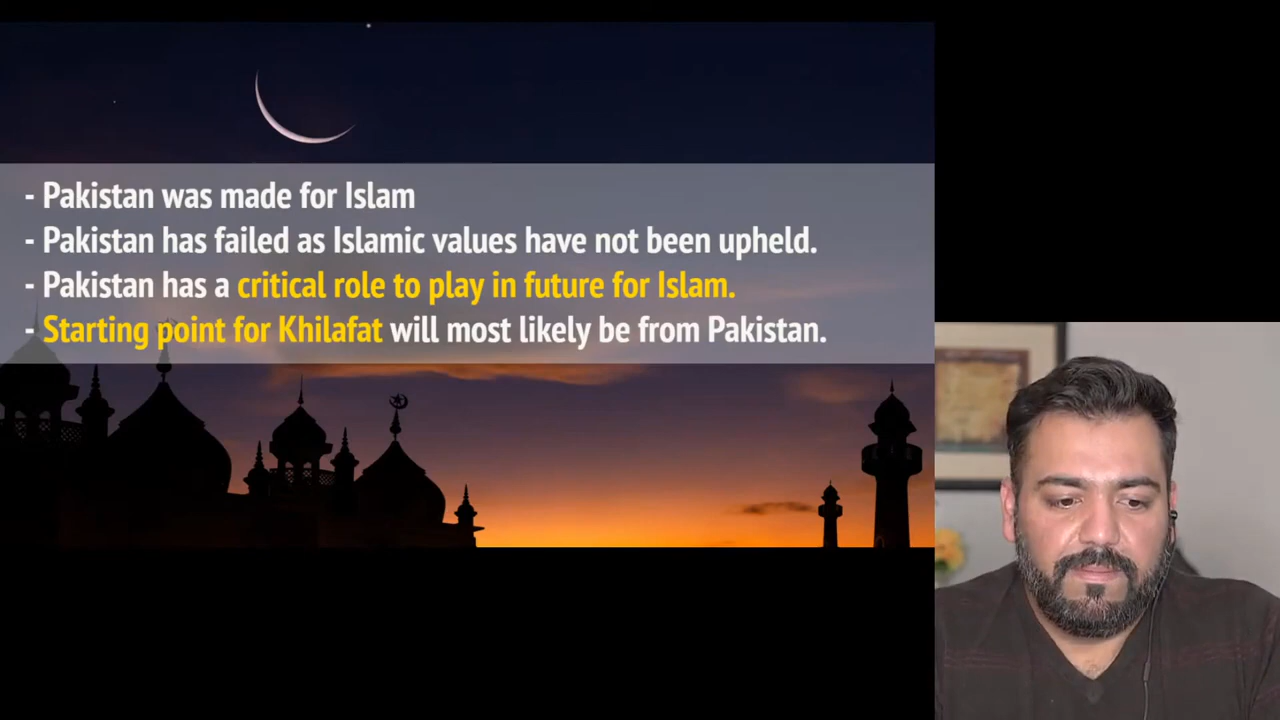 - Pakistan was made for Islam
- Pakistan has failed as Islamic values have not been upheld.
- Pakistan has a critical role to play in future for Islam.
- Starting point for Khilafat will most likely be from Pakistan.